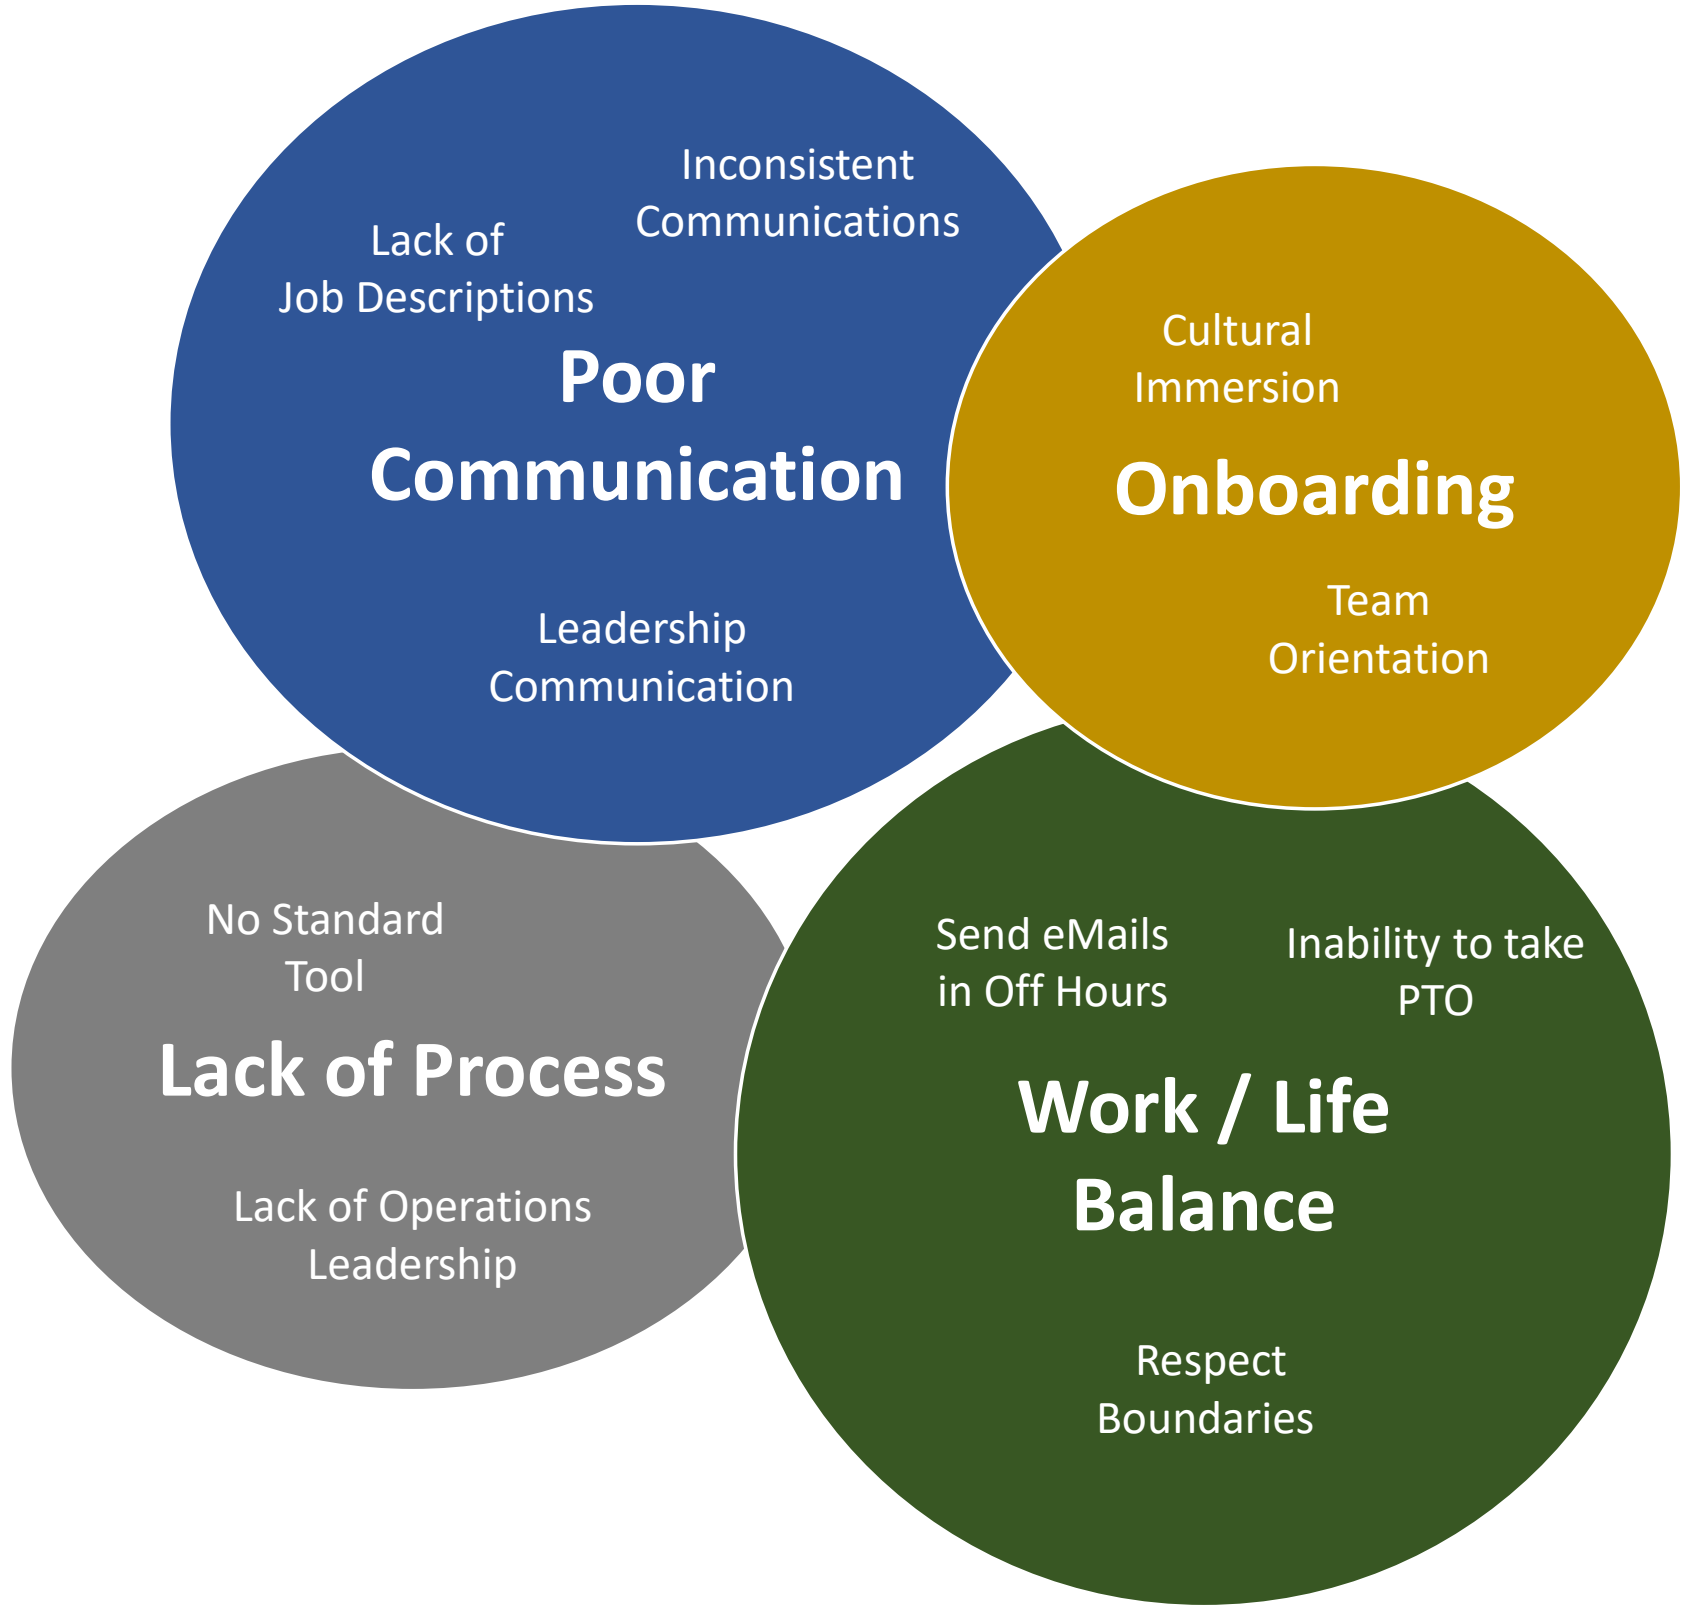 Inconsistent
Communications
Lack of
Job Descriptions
Poor
Communication
Leadership
Communication
Cultural
Immersion
Onboarding
Team
Orientation
No Standard
Tool
Lack of Process
Lack of Operations
Leadership
Send eMails
in Off Hours
Inability to take
PTO
Work / Life
Balance
Respect
Boundaries